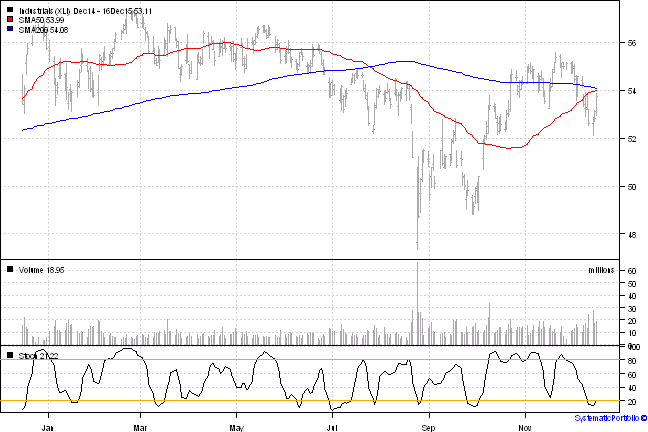 Industrials (XLI) Dec14 - 16Dec15 53.11
SMA50 53.99
SMA200 54.08
56
54
52
50
48
Volume 18.95
millions
60
50
40
30
20
10
0
Stoch 21.22
100
80
60
40
20
Jan Mar May Jul Sep Nov
SystematicPortfolio ©